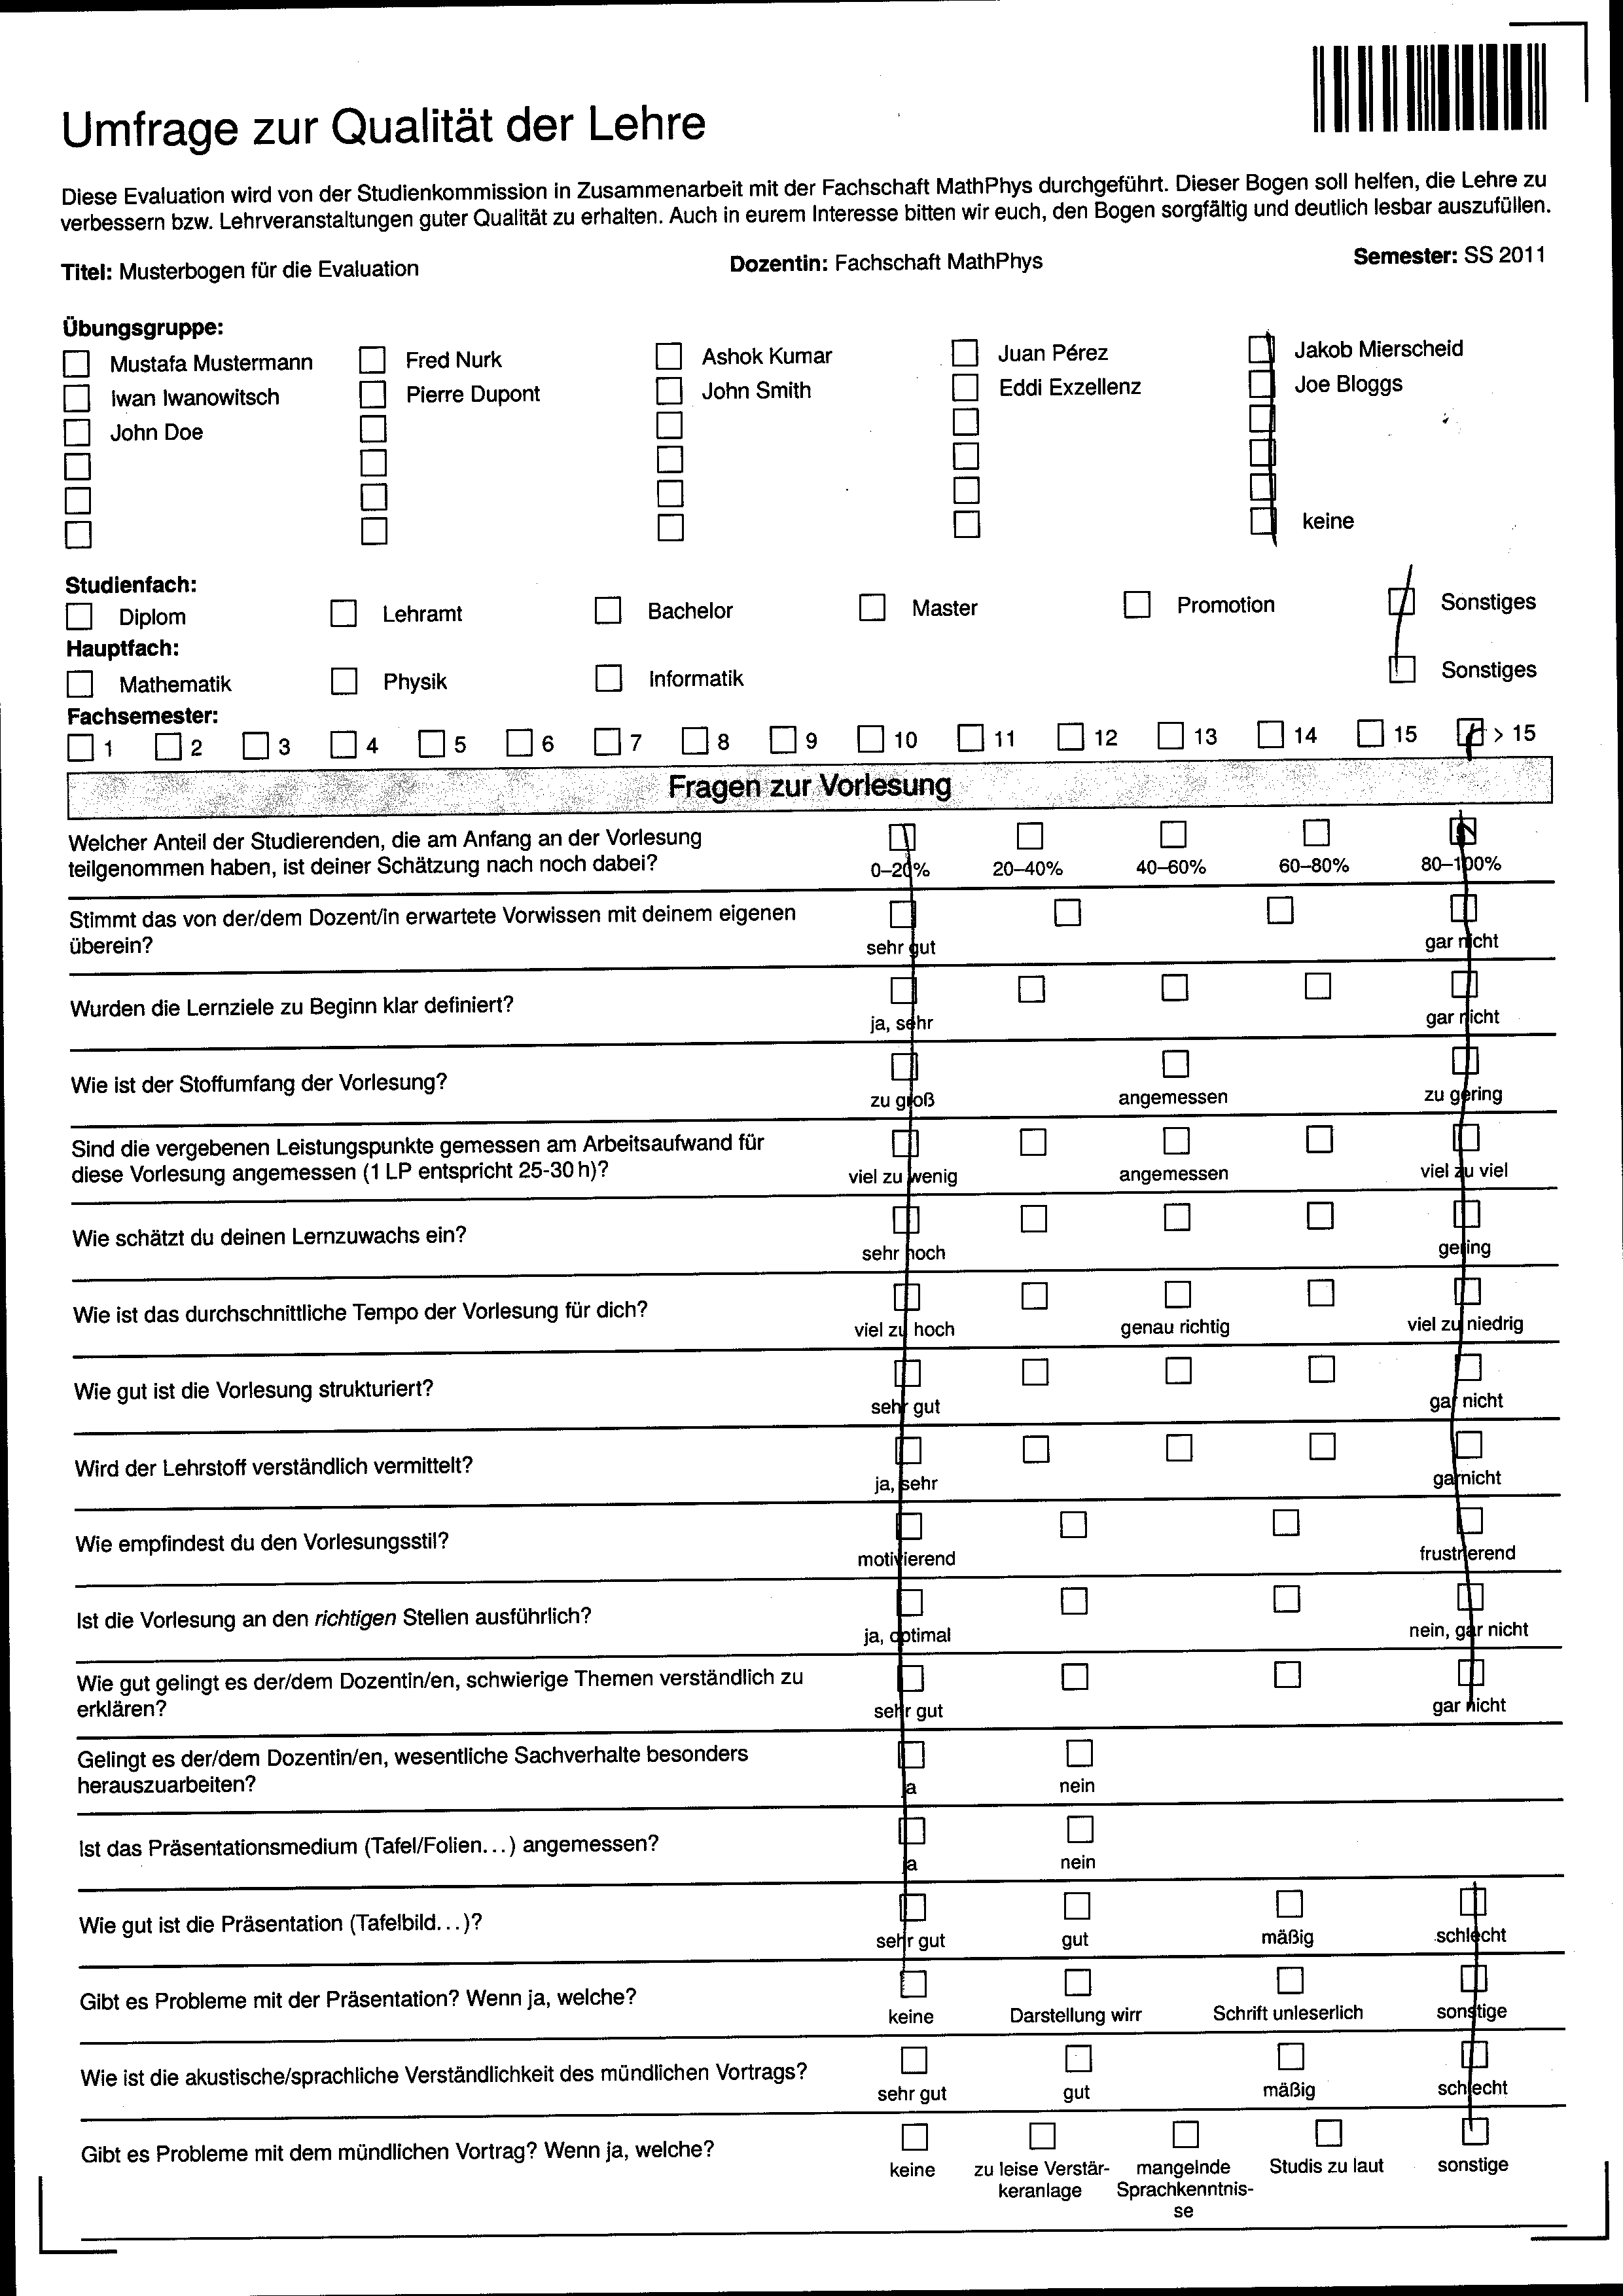 Umfrage zur Qualität der Lehre
Diese Evaluation wird von der Studienkommission in Zusammenarbeit mit der Fachschaft MathPhys durchgeführt. Dieser Bogen soll helfen, die Lehre zu
verbessern bzw. Lehrveranstaltungen guter Qualität zu erhalten. Auch in eurem Interesse bitten wir euch, den Bogen sorgfältig und deutlich lesbar auszufüllen.
Titel: Musterbogen für die Evaluation Dozentin: Fachschaft MathPhys Semester: SS 2011
Übungsgruppe:
Mustafa Mustermann Fred Nurk Ashok Kumar Juan Pérez Jakob Mierscheid
Iwan Iwanowitsch Pierre Dupont John Smith Eddi Exzellenz Joe Bloggs
John Doe
keine
Studienfach:
Diplom Lehramt Bachelor Master Promotion Sonstiges
Hauptfach:
Mathematik Physik Informatik Sonstiges
Fachsemester:
1 2 3 4 5 6 7 8 9 10 11 12 13 14 15 > 15
Fragen zur Vorlesung
Welcher Anteil der Studierenden, die am Anfang an der Vorlesung
teilgenommen haben, ist deiner Schätzung nach noch dabei?
0–20% 20–40% 40–60% 60–80% 80–100%
Stimmt das von der/dem Dozent/in erwartete Vorwissen mit deinem eigenen
überein?
sehr gut gar nicht
Wurden die Lernziele zu Beginn klar definiert?
ja, sehr gar nicht
Wie ist der Stoffumfang der Vorlesung?
zu groß angemessen zu gering
Sind die vergebenen Leistungspunkte gemessen am Arbeitsaufwand für
diese Vorlesung angemessen (1 LP entspricht 25-30 h)?
viel zu wenig angemessen viel zu viel
Wie schätzt du deinen Lernzuwachs ein?
sehr hoch gering
Wie ist das durchschnittliche Tempo der Vorlesung für dich?
viel zu hoch genau richtig viel zu niedrig
Wie gut ist die Vorlesung strukturiert?
sehr gut gar nicht
Wird der Lehrstoff verständlich vermittelt?
ja, sehr gar nicht
Wie empfindest du den Vorlesungsstil?
motivierend frustrierend
Ist die Vorlesung an den richtigen Stellen ausführlich?
ja, optimal nein, gar nicht
Wie gut gelingt es der/dem Dozentin/en, schwierige Themen verständlich zu
erklären?
sehr gut gar nicht
Gelingt es der/dem Dozentin/en, wesentliche Sachverhalte besonders
herauszuarbeiten?
ja nein
Ist das Präsentationsmedium (Tafel/Folien...) angemessen?
ja nein
Wie gut ist die Präsentation (Tafelbild...)?
sehr gut gut mäßig schlecht
Gibt es Probleme mit der Präsentation? Wenn ja, welche?
keine Darstellung wirr Schrift unleserlich sonstige
Wie ist die akustische/sprachliche Verständlichkeit des mündlichen Vortrags?
sehr gut gut mäßig schlecht
Gibt es Probleme mit dem mündlichen Vortrag? Wenn ja, welche?
keine zu leise Verstär- mangelnde Studis zu laut sonstige
keranlage Sprachkenntnis-
se